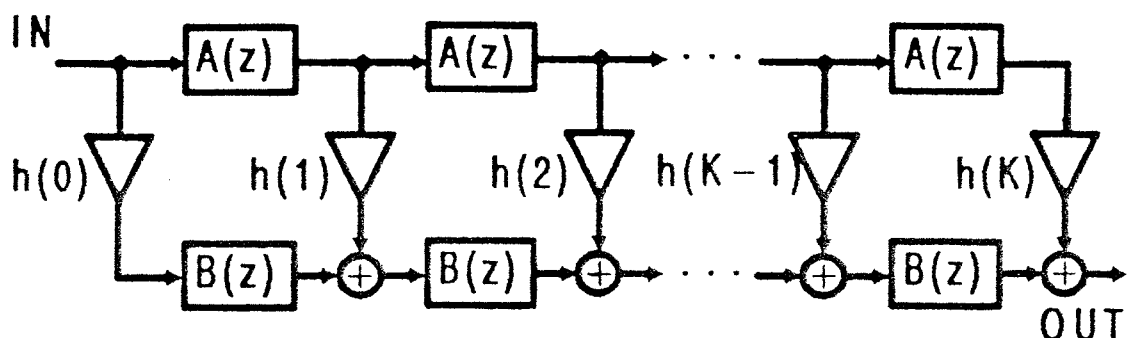 IN
A(z) A(z) · · · A(z)
h(0) h(1) h(2) h(K-1) h(K)
B(z) + B(z) + · · · + B(z) +
OUT